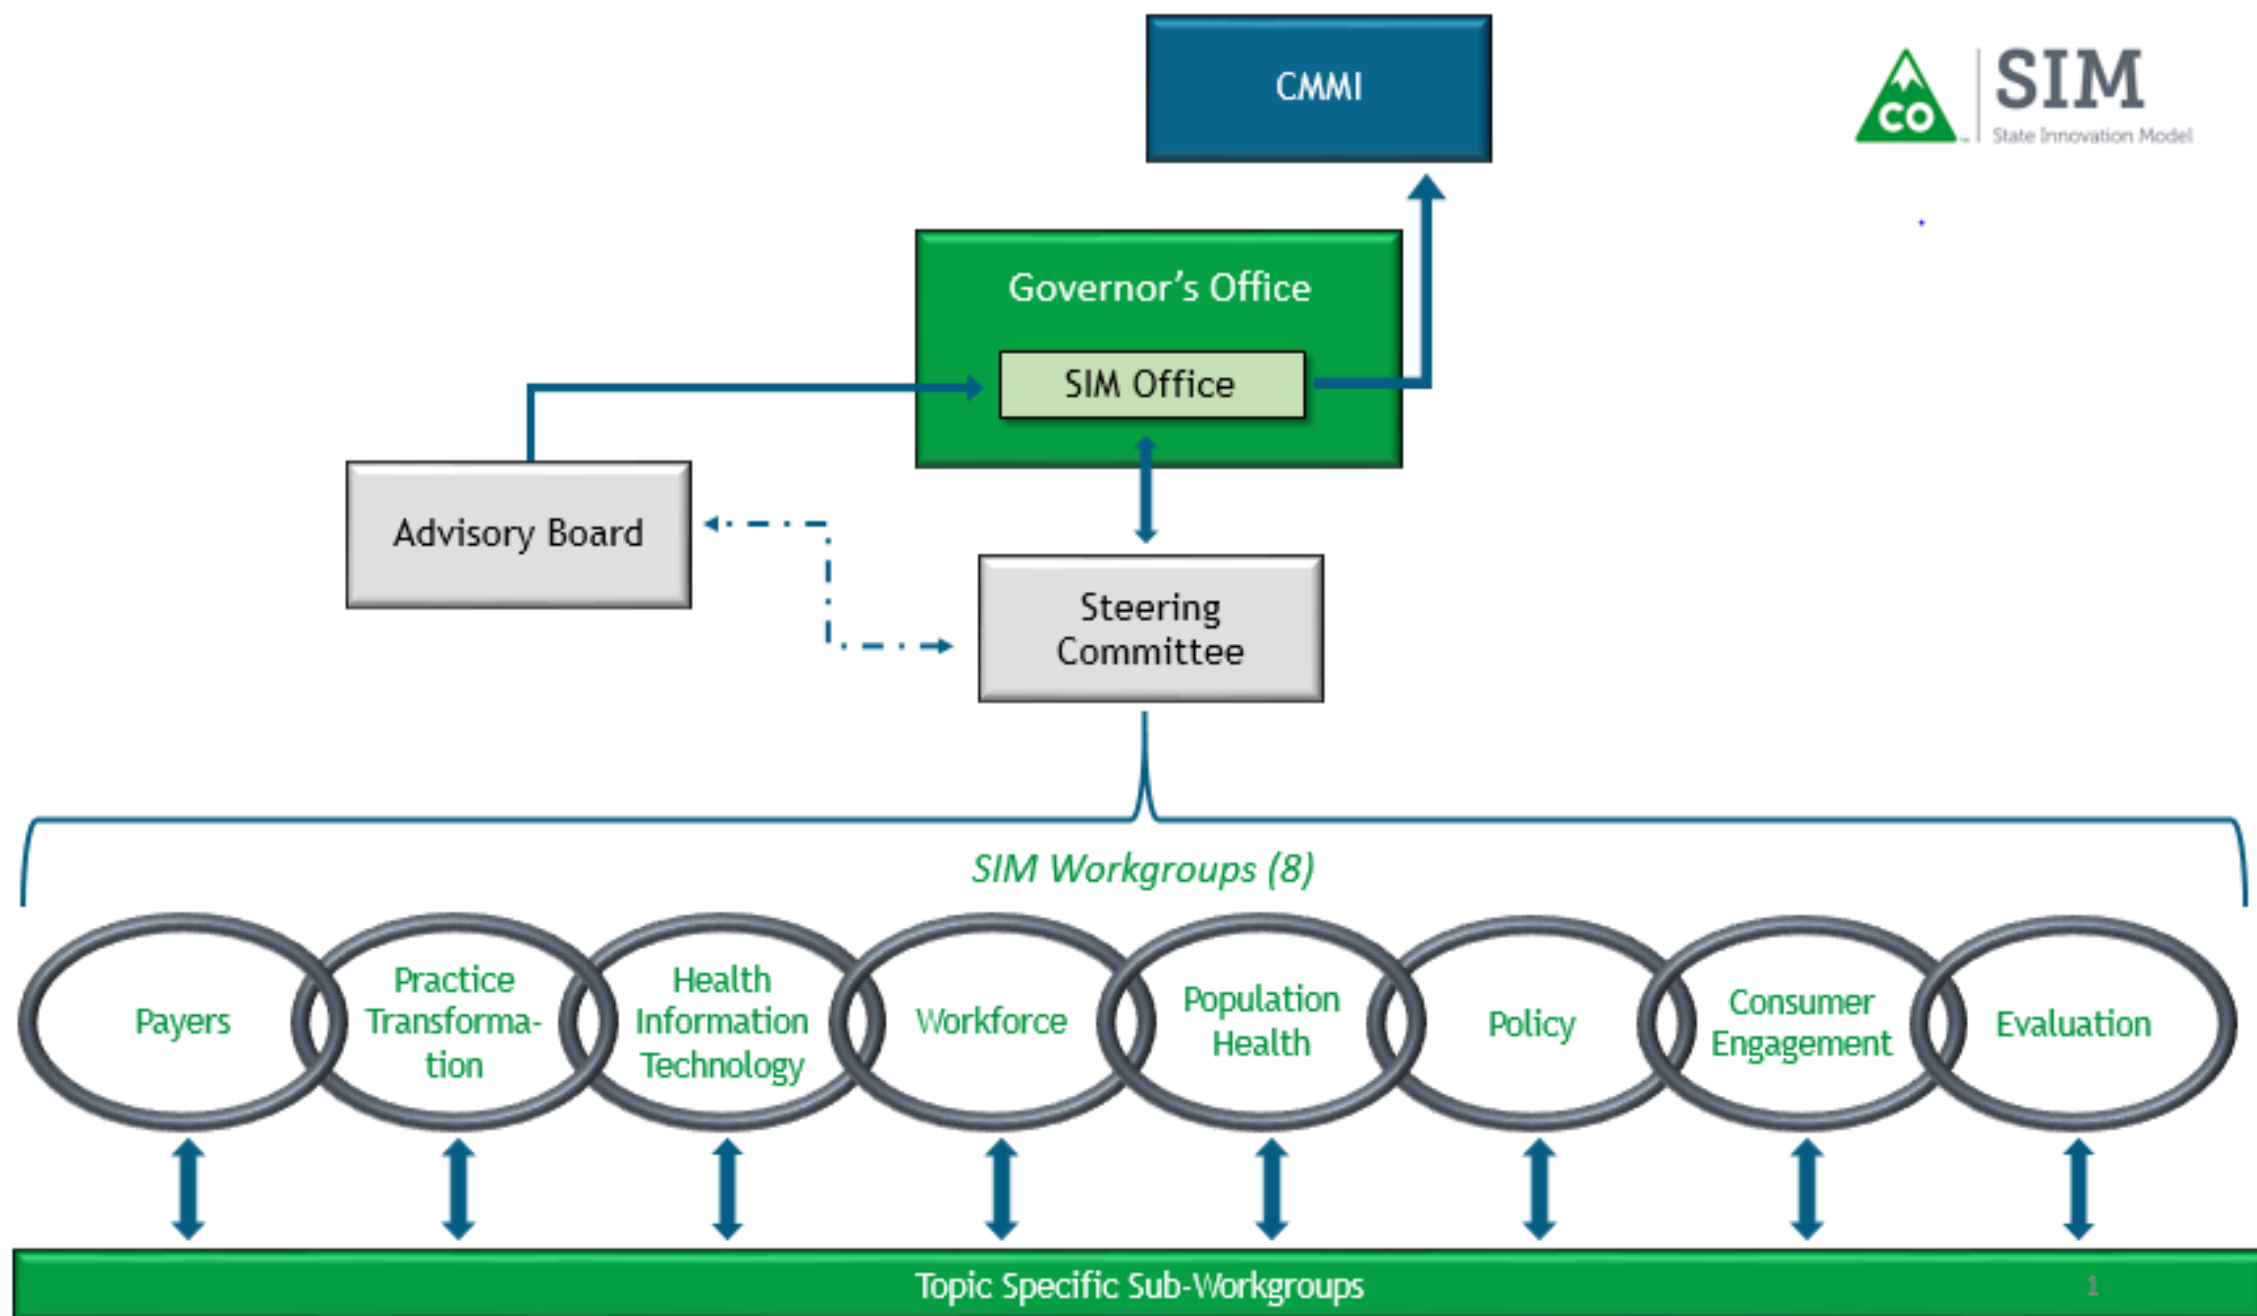 CMMI
CO
SIM
State Innovation Model
Governor's Office
SIM Office
Advisory Board
Steering
Committee
SIM Workgroups (8)
Payers
Practice
Transforma-
tion
Health
Information
Technology
Workforce
Population
Health
Policy
Consumer
Engagement
Evaluation
Topic Specific Sub-Workgroups
1